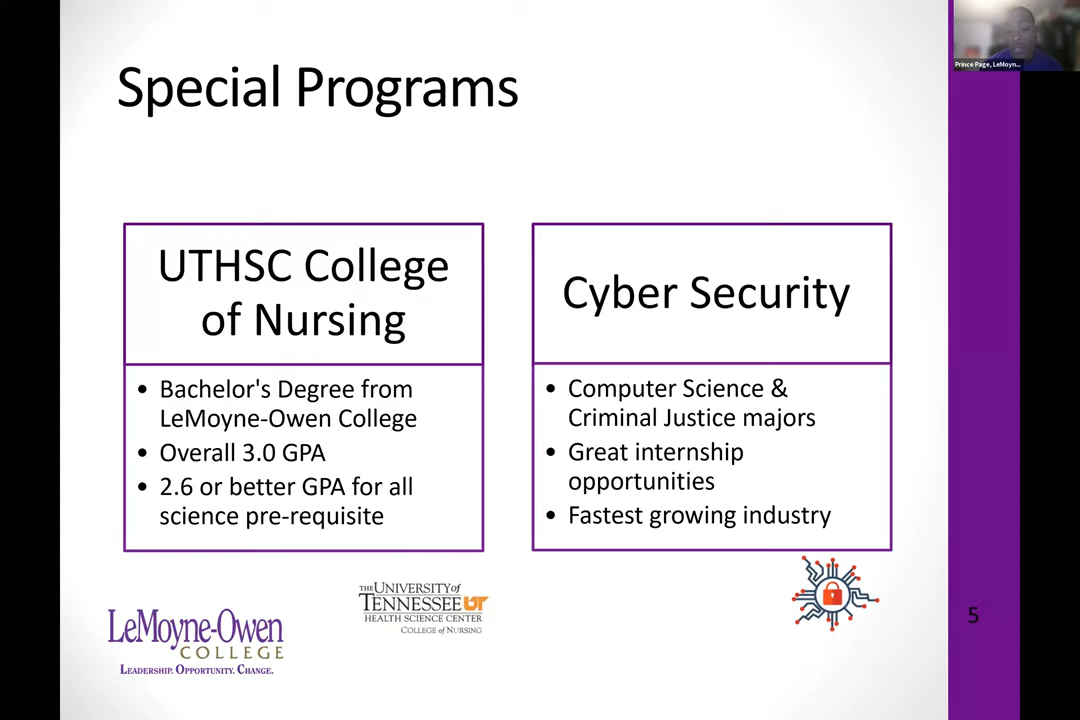 Prince Page, LeMoyn...
Special Programs
UTHSC College
of Nursing
• Bachelor's Degree from
LeMoyne-Owen College
• Overall 3.0 GPA
• 2.6 or better GPA for all
science pre-requisite
Cyber Security
• Computer Science &
Criminal Justice majors
• Great internship
opportunities
• Fastest growing industry
LeMoyne-Owen
COLLEGE
LEADERSHIP. OPPORTUNITY. CHANGE.
THE UNIVERSITY of
TENNESSEE UT
HEALTH SCIENCE CENTER
COLLEGE of NURSING
5